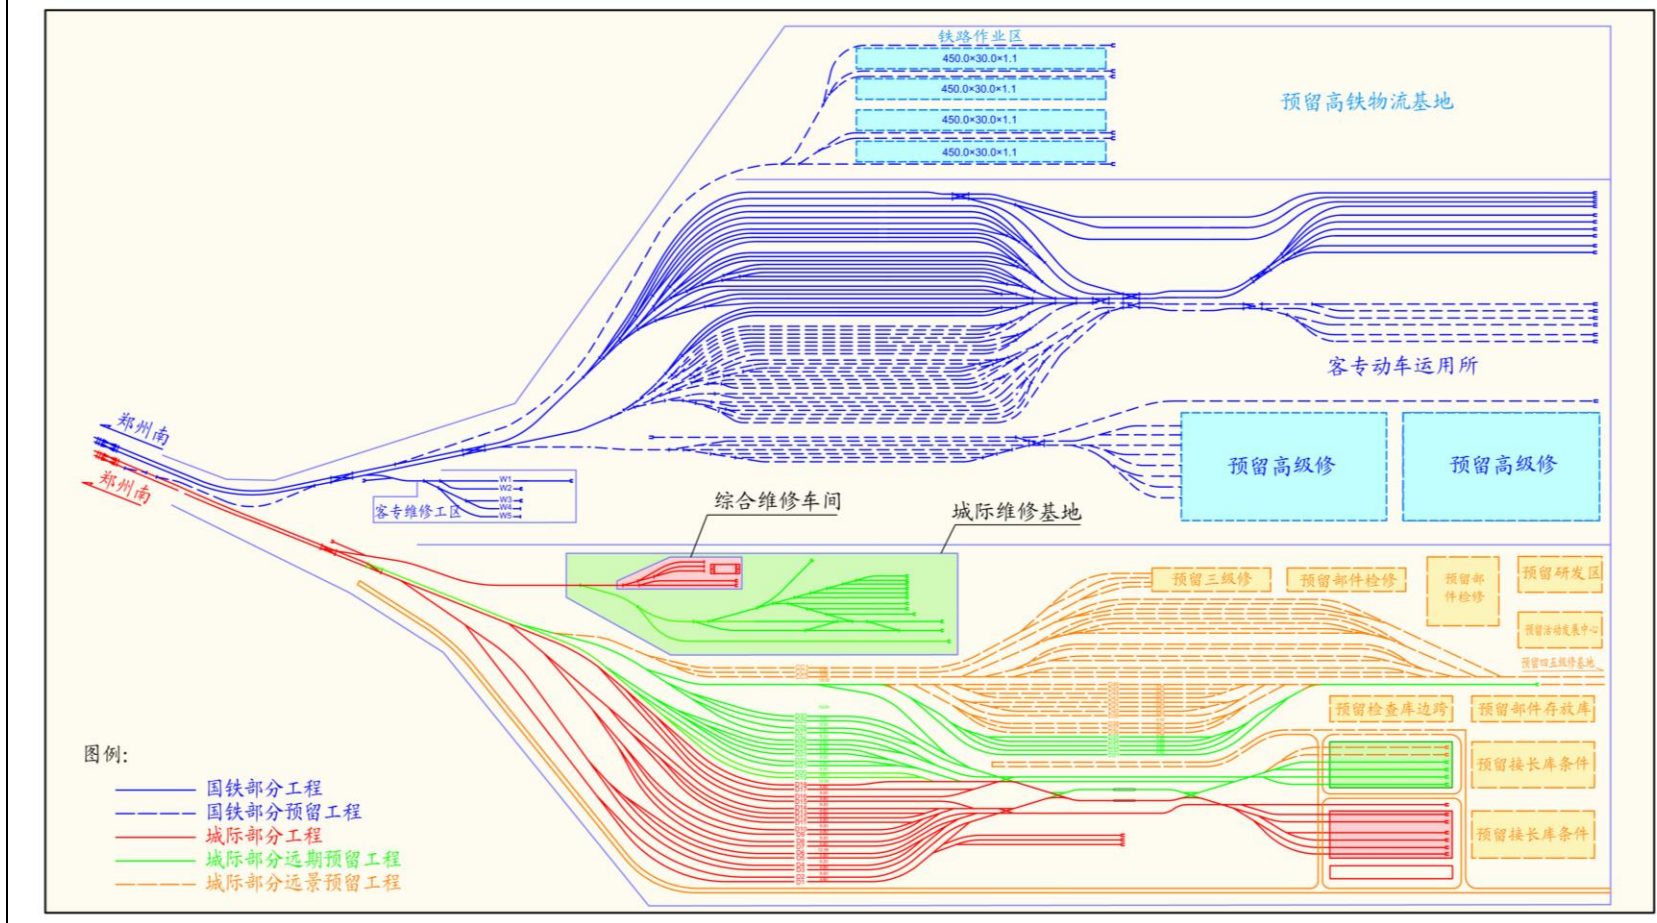 铁路作业区
450.0×30.0×1.1
450.0×30.0×1.1
450.0×30.0×1.1
450.0×30.0×1.1
预留高铁物流基地
客专动车运用所
预留高级修
预留高级修
郑州南
郑州南
W1
W2
W3
W4
W5
客专维修工区
综合维修车间
城际维修基地
预留三级修
预留部件检修
预留部
件检修
预留研发区
预留活动发展中心
预留四五级修基地
预留检查库边跨
预留部件存放库
预留接长库条件
预留接长库条件
图例:
国铁部分工程
国铁部分预留工程
城际部分工程
城际部分远期预留工程
城际部分远景预留工程